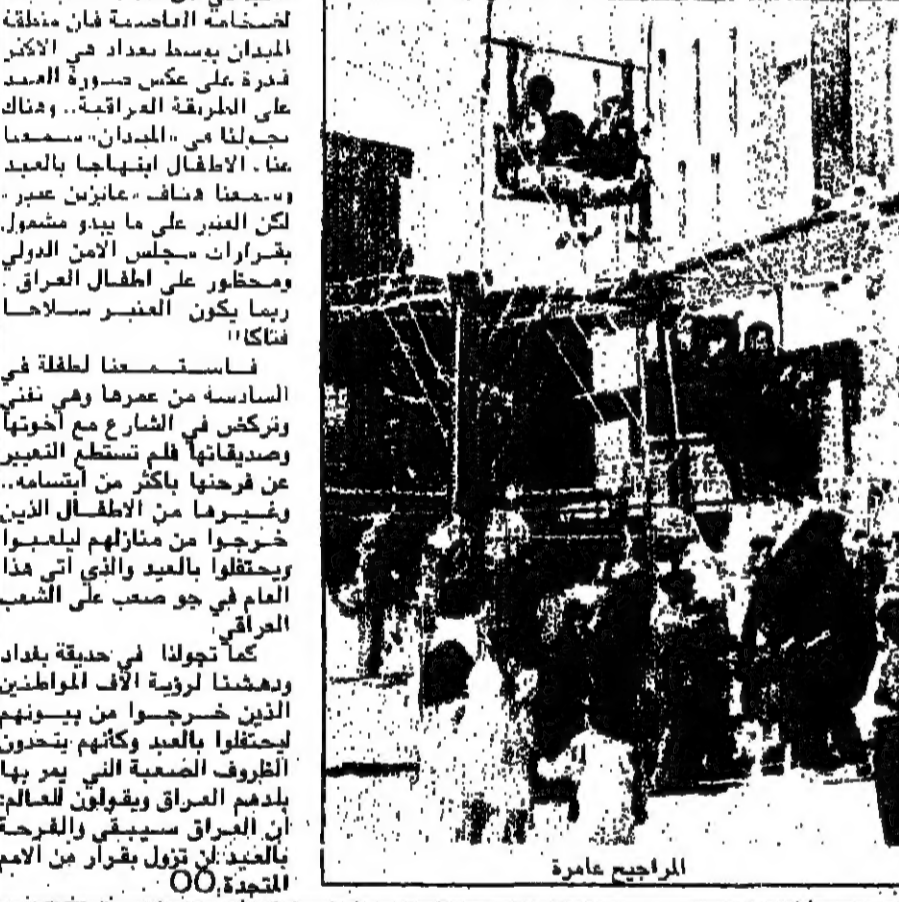 لضخامة العاصمة فان منطقة
الميدان بوسط بغداد هي الاكثر
قدرة على عكس صورة العيد
على الطريقة العراقية.. وهناك
بجولنا في «الميدان» سمعنا
غناء الاطفال ابتهاجا بالعيد
وسمعنا هتاف «عايزين عنبر»
لكن العنبر على ما يبدو مشمول
بقرارات مجلس الامن الدولي
ومحظور على اطفال العراق.
ربما يكون العنبر سلاحا
فتاكا!!
فاستمعنا لطفلة في
السادسة من عمرها وهي تغني
وتركض في الشارع مع اخوتها
وصديقاتها فلم تستطع التعبير
عن فرحتها باكثر من ابتسامه..
وغيرها من الاطفال الذين
خرجوا من منازلهم ليلعبوا
ويحتفلوا بالعيد والذي اتى هذا
العام في جو صعب على الشعب
العراقي.
كما تجولنا في حديقة بغداد
ودهشنا لرؤية الاف المواطنين
الذين خرجوا من بيوتهم
ليحتفلوا بالعيد وكأنهم يتحدون
الظروف الصعبة التي يمر بها
بلدهم العراق ويقولون للعالم:
ان العراق سيبقى والفرحة
بالعيد لن تزول بقرار من الامم
المتحدة OO
المراجيح عامرة